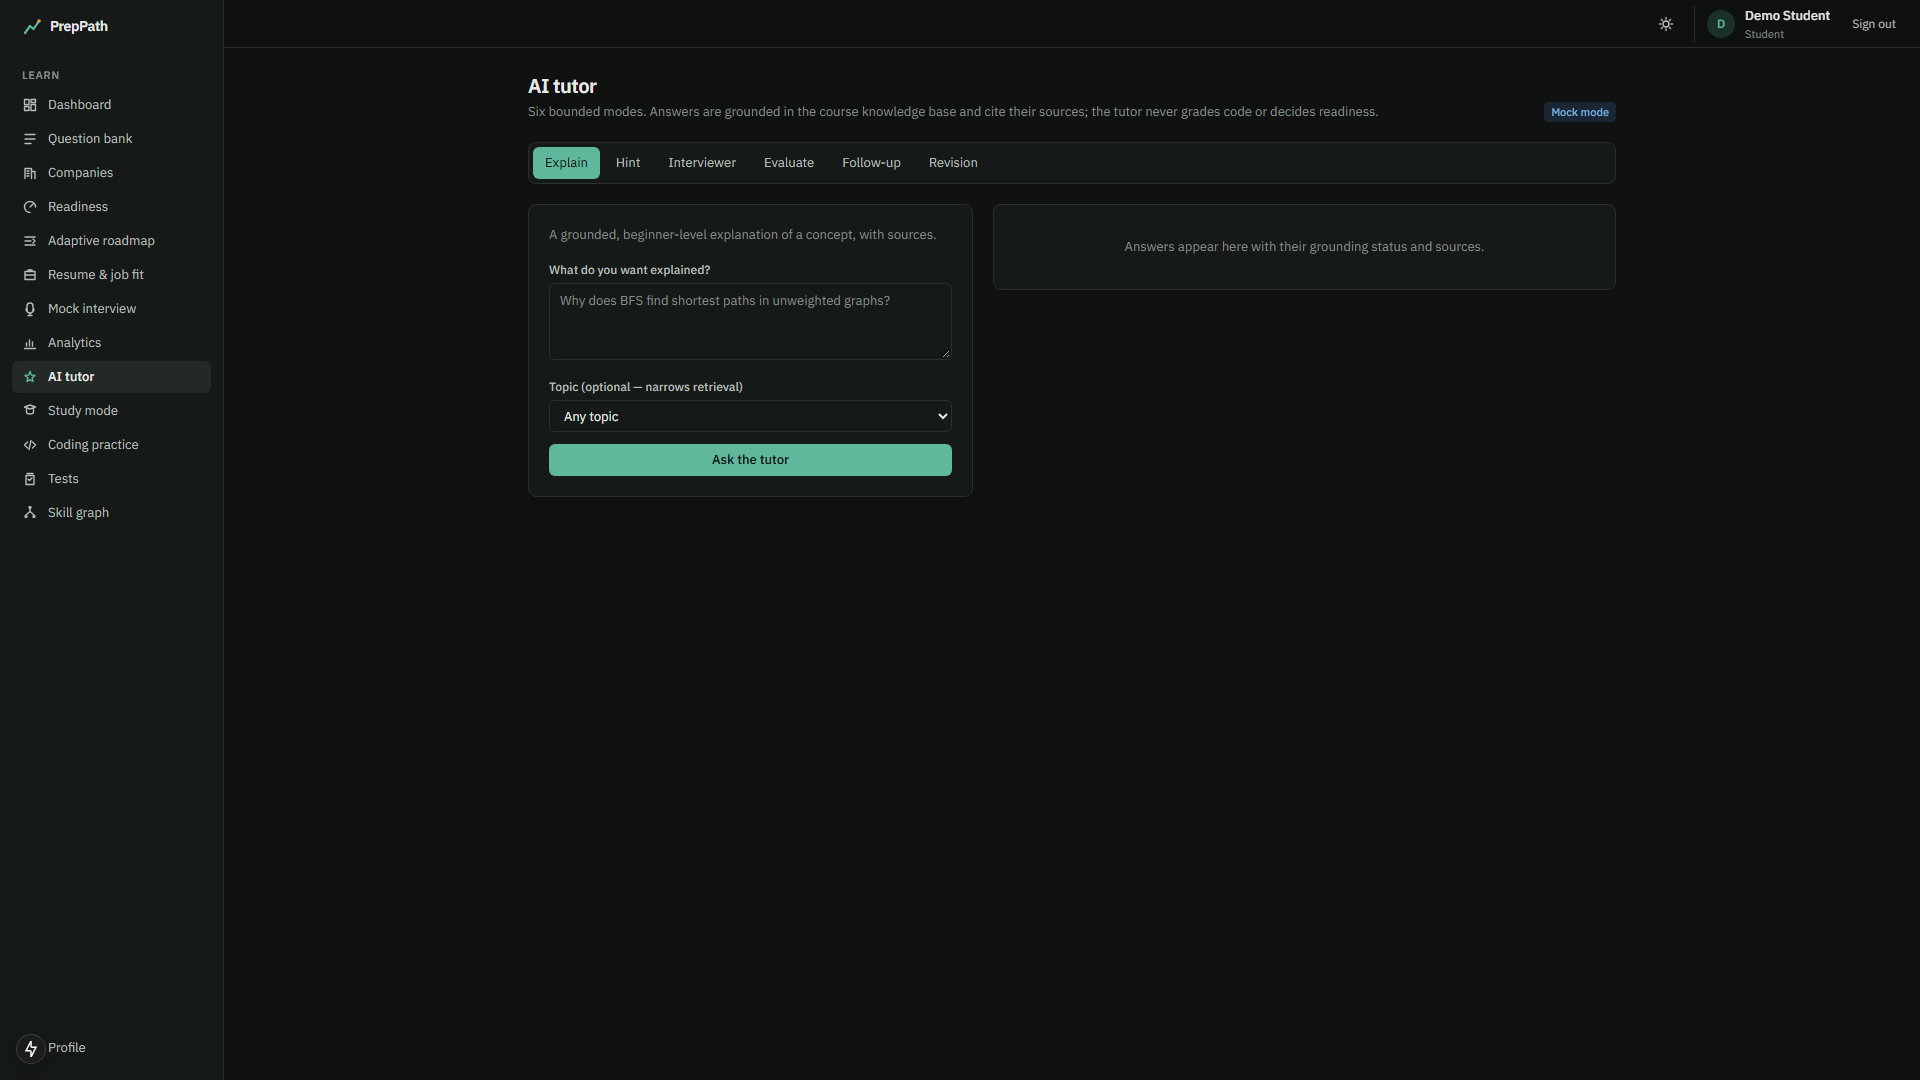 PrepPath
LEARN
Dashboard
Question bank
Companies
Readiness
Adaptive roadmap
Resume & job fit
Mock interview
Analytics
AI tutor
Study mode
Coding practice
Tests
Skill graph
Profile
D
Demo Student
Student
Sign out
AI tutor
Six bounded modes. Answers are grounded in the course knowledge base and cite their sources; the tutor never grades code or decides readiness.
Mock mode
Explain Hint Interviewer Evaluate Follow-up Revision
A grounded, beginner-level explanation of a concept, with sources.
What do you want explained?
Why does BFS find shortest paths in unweighted graphs?
Topic (optional — narrows retrieval)
Any topic
Ask the tutor
Answers appear here with their grounding status and sources.